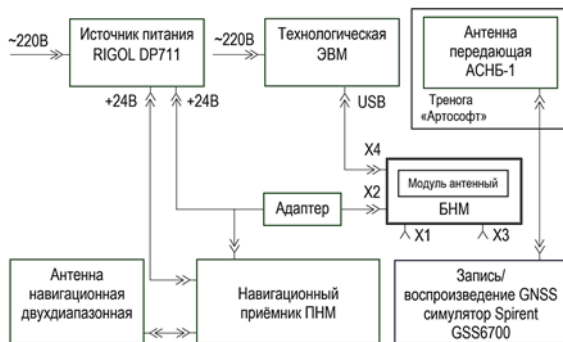 ~220В
Источник питания
RIGOL DP711
~220В
Технологическая
ЭВМ
Антенна
передающая
АСНБ-1
Тренога
«Артософт»
+24В
+24В
USB
X4
X2
Модуль антенный
БНМ
Адаптер
X1
X3
Антенна
навигационная
двухдиапазонная
Навигационный
приёмник ПНМ
Запись/
воспроизведение GNSS
симулятор Spirent
GSS6700